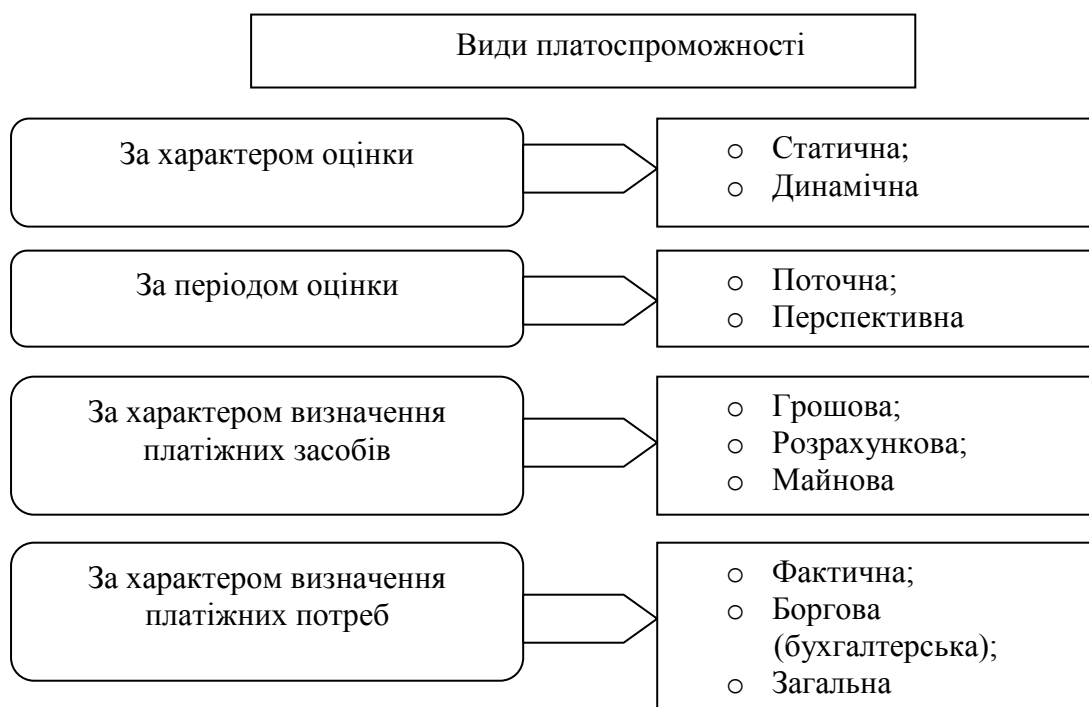 Види платоспроможності
За характером оцінки
o Статична;
o Динамічна
За періодом оцінки
o Поточна;
o Перспективна
За характером визначення
платіжних засобів
o Грошова;
o Розрахункова;
o Майнова
За характером визначення
платіжних потреб
o Фактична;
o Боргова
(бухгалтерська);
o Загальна